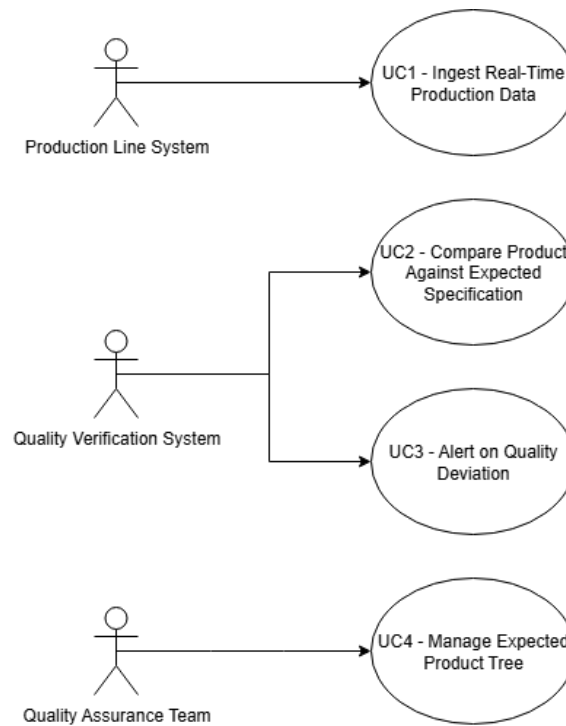 UC1 - Ingest Real-Time
Production Data
Production Line System
UC2 - Compare Product
Against Expected
Specification
Quality Verification System
UC3 - Alert on Quality
Deviation
UC4 - Manage Expected
Product Tree
Quality Assurance Team